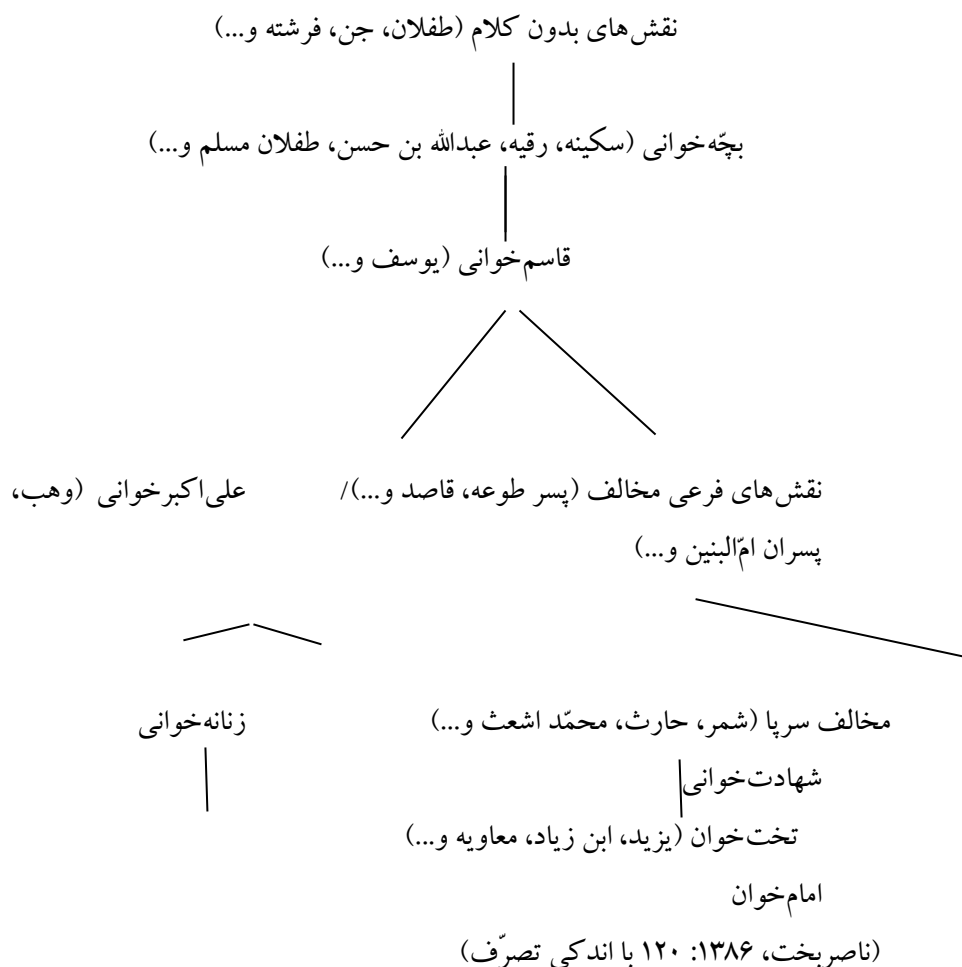 نقش‌های بدون کلام (طفلان، جن، فرشته و...)
بچّه‌خوانی (سکینه، رقیه، عبدالله بن حسن، طفلان مسلم و...)
قاسم‌خوانی (یوسف و...)
نقش‌های فرعی مخالف (پسر طوعه، قاصد و...)/ علی‌اکبرخوانی (وهب،
پسران امّ‌البنین و...)
مخالف سرپا (شمر، حارث، محمّد اشعث و...) زنانه‌خوانی
شهادت‌خوانی
تخت‌خوان (یزید، ابن زیاد، معاویه و...)
امام‌خوان
(ناصربخت، ۱۳۸۶: ۱۲۰ با اندکی تصرّف)